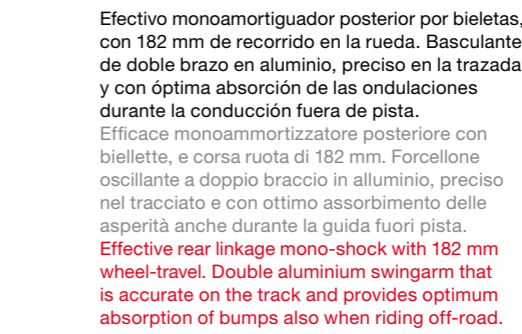 Efectivo monoamortiguador posterior por bieletas,
con 182 mm de recorrido en la rueda. Basculante
de doble brazo en aluminio, preciso en la trazada
y con óptima absorción de las ondulaciones
durante la conducción fuera de pista.
Efficace monoammortizzatore posteriore con
biellette, e corsa ruota di 182 mm. Forcellone
oscillante a doppio braccio in alluminio, preciso
nel tracciato e con ottimo assorbimento delle
asperità anche durante la guida fuori pista.
Effective rear linkage mono-shock with 182 mm
wheel-travel. Double aluminium swingarm that
is accurate on the track and provides optimum
absorption of bumps also when riding off-road.